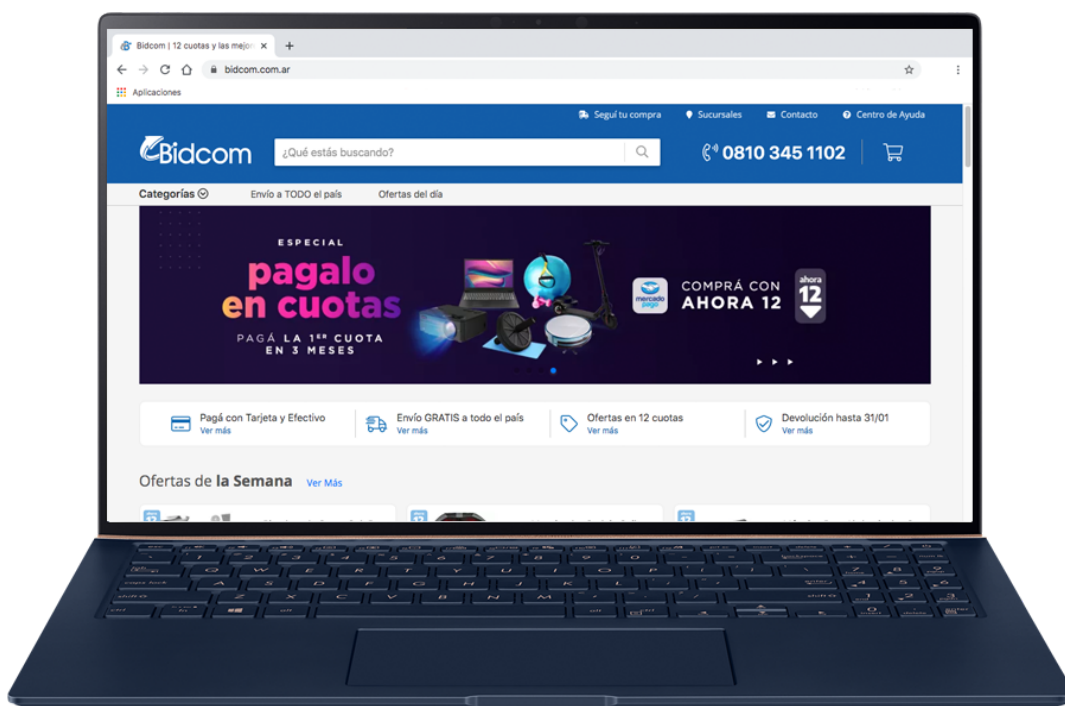 Bidcom | 12 cuotas y las mejor
bidcom.com.ar
Aplicaciones
Seguí tu compra
Sucursales
Contacto
Centro de Ayuda
Bidcom
¿Qué estás buscando?
0810 345 1102
Categorías
Envío a TODO el país
Ofertas del día
ESPECIAL
pagalo
en cuotas
PAGÁ LA 1ER CUOTA
EN 3 MESES
mercado
pago
COMPRÁ CON
AHORA 12
ahora
12
Pagá con Tarjeta y Efectivo
Ver más
Envío GRATIS a todo el país
Ver más
Ofertas en 12 cuotas
Ver más
Devolución hasta 31/01
Ver más
Ofertas de la Semana
Ver Más